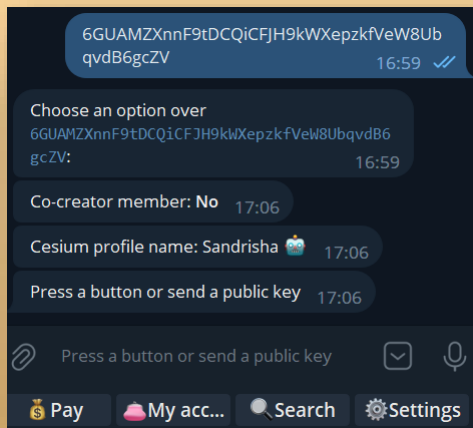 6GUAMZXnnF9tDCQiCFJH9kWXepzkfVeW8Ub
qvdB6gcZV
16:59
Choose an option over
6GUAMZXnnF9tDCQiCFJH9kWXepzkfVeW8UbqvdB6
gcZV:
16:59
Co-creator member: No 17:06
Cesium profile name: Sandrisha 🤖 17:06
Press a button or send a public key 17:06
Press a button or send a public key
💰 Pay 👛My acc... 🔍Search ⚙️Settings